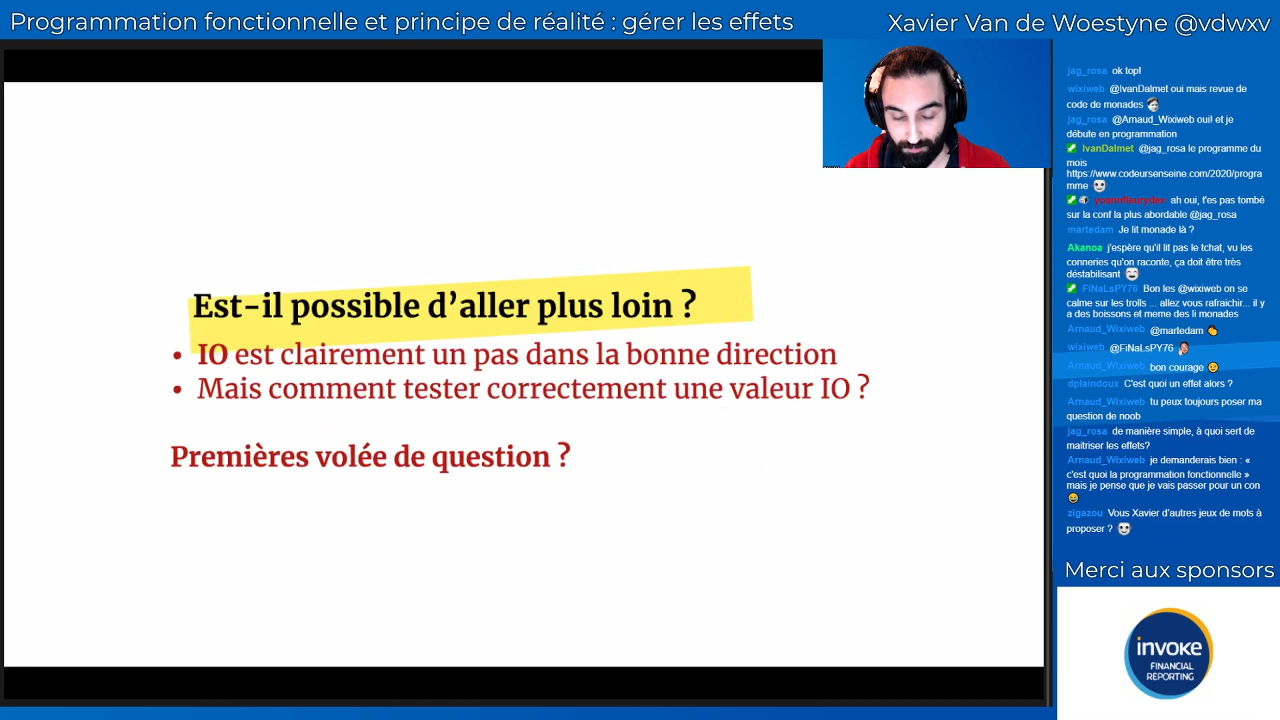 Programmation fonctionnelle et principe de réalité : gérer les effets
Xavier Van de Woestyne @vdwxv
Est-il possible d’aller plus loin ?
• IO est clairement un pas dans la bonne direction
• Mais comment tester correctement une valeur IO ?
Premières volée de question ?
jag_rosa ok top!
wixiweb @IvanDalmet oui mais revue de
code de monades
jag_rosa @Arnaud_Wixiweb oui! et je
débute en programmation
IvanDalmet @jag_rosa le programme du
mois
https://www.codeursenseine.com/2020/progra
mme
yoannfleurydev ah oui, t'es pas tombé
sur la conf la plus abordable @jag_rosa
martedam Je lit monade là ?
Akanoa j'espère qu'il lit pas le tchat, vu les
conneries qu'on raconte, ça doit être très
déstabilisant
FiNaLsPY76 Bon les @wixiweb on se
calme sur les trolls ... allez vous rafraichir... il y
a des boissons et meme des li monades
Arnaud_Wixiweb @martedam
wixiweb @FiNaLsPY76
Arnaud_Wixiweb bon courage
dplaindoux C'est quoi un effet alors ?
Arnaud_Wixiweb tu peux toujours poser ma
question de noob
jag_rosa de manière simple, à quoi sert de
maitriser les effets?
Arnaud_Wixiweb je demanderais bien : «
c'est quoi la programmation fonctionnelle »
mais je pense que je vais passer pour un con
zigazou Vous Xavier d'autres jeux de mots à
proposer ?
Merci aux sponsors
invoke
FINANCIAL
REPORTING